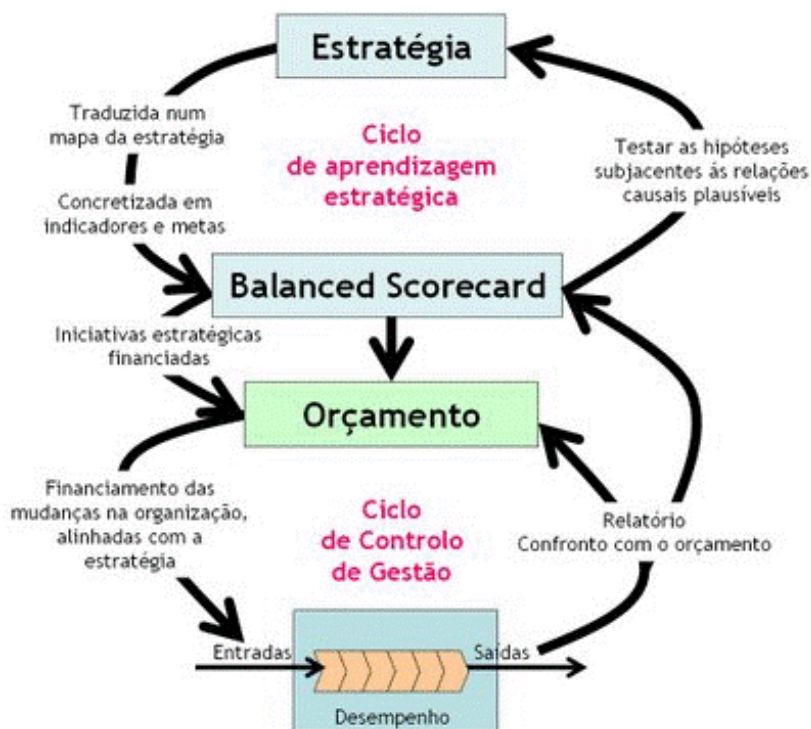 Estratégia
Traduzida num
mapa da estratégia
Ciclo
de aprendizagem
estratégica
Testar as hipóteses
subjacentes ás relações
causais plausíveis
Concretizada em
indicadores e metas
Balanced Scorecard
Iniciativas estratégicas
financiadas
Orçamento
Financiamento das
mudanças na organização,
alinhadas com a
estratégia
Ciclo
de Controlo
de Gestão
Relatório
Confronto com o orçamento
Entradas
Saídas
Desempenho